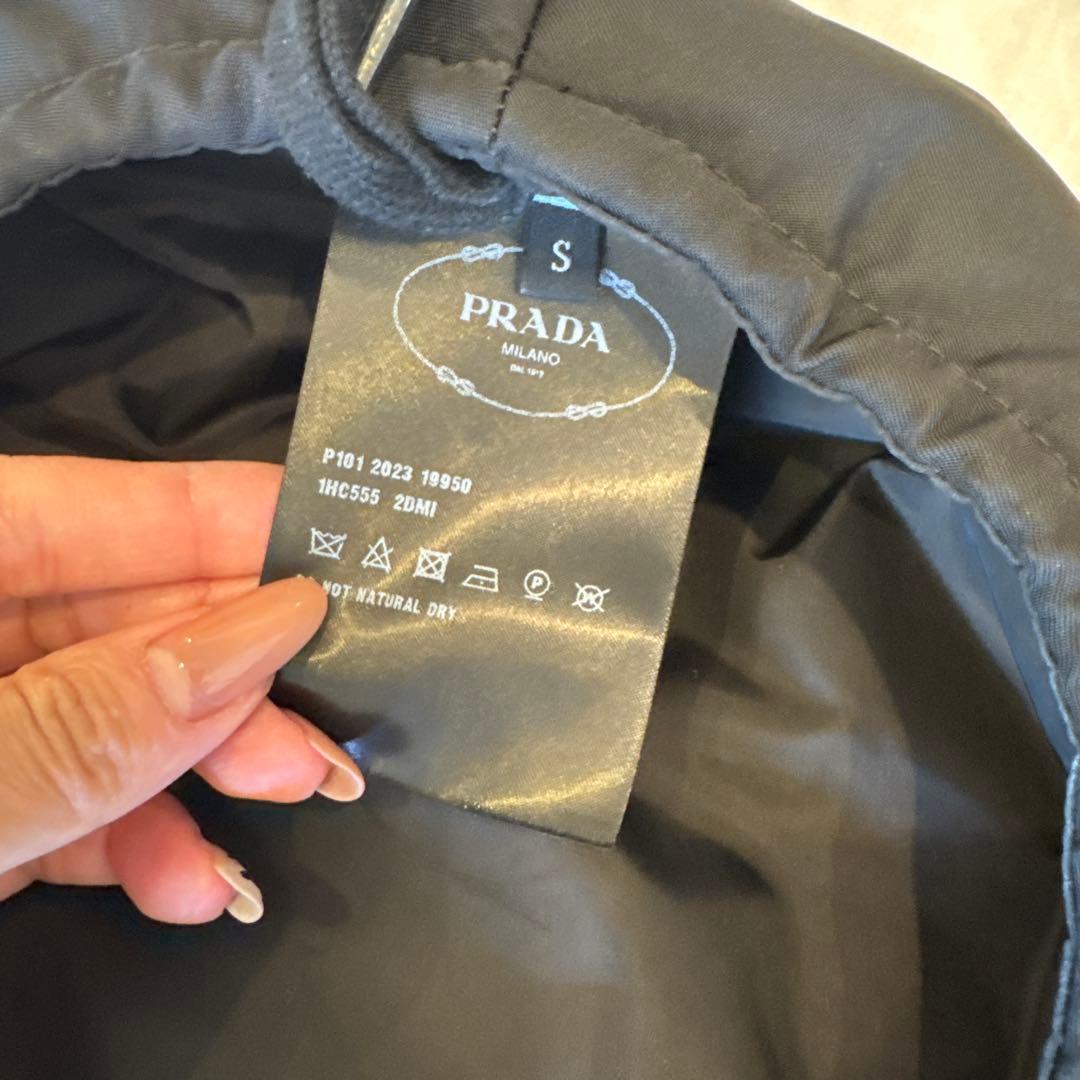 S
PRADA
MILANO
DAL 1913
P101 2023 19950
1HC555 2DMI
P
W
NOT NATURAL DRY